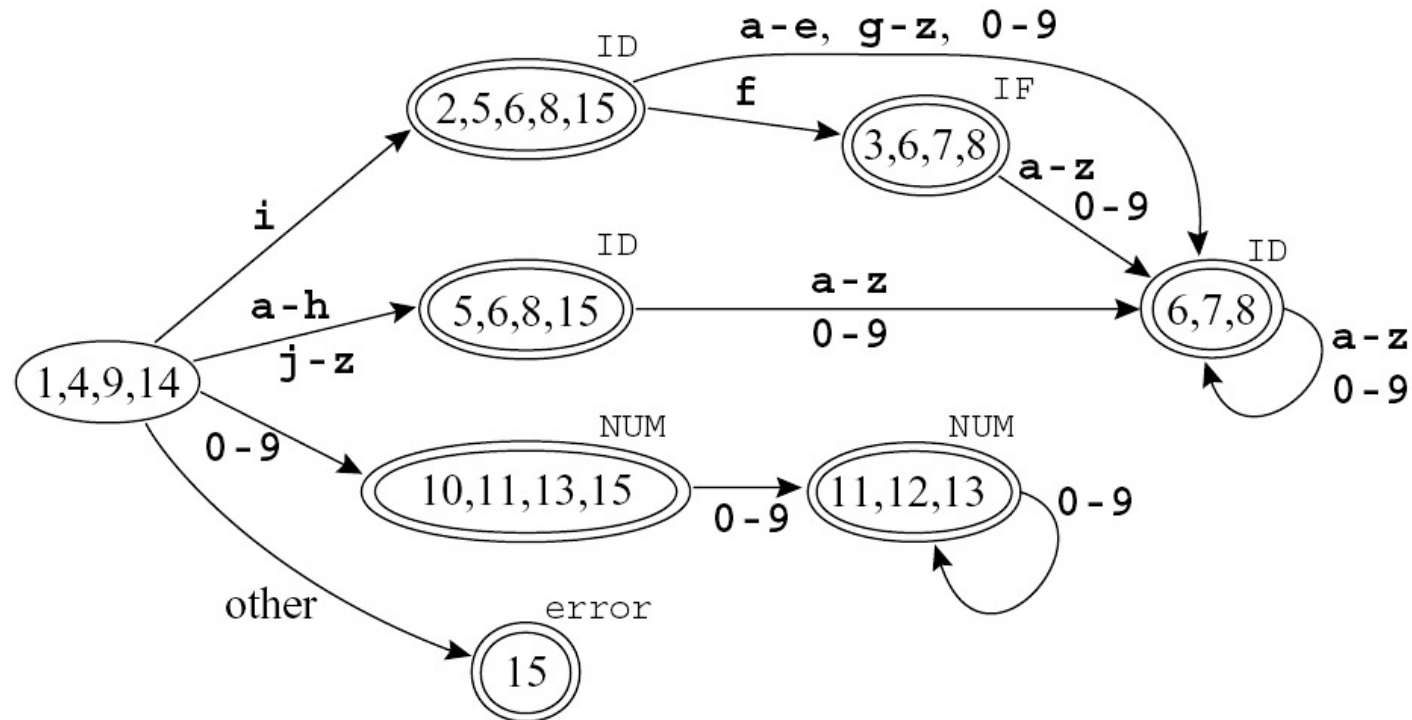 a-e, g-z, 0-9
ID
2,5,6,8,15
f
IF
3,6,7,8
a-z
0-9
i
ID
5,6,8,15
a-z
0-9
ID
6,7,8
a-z
0-9
a-h
j-z
1,4,9,14
0-9
NUM
10,11,13,15
0-9
NUM
11,12,13
0-9
other
error
15